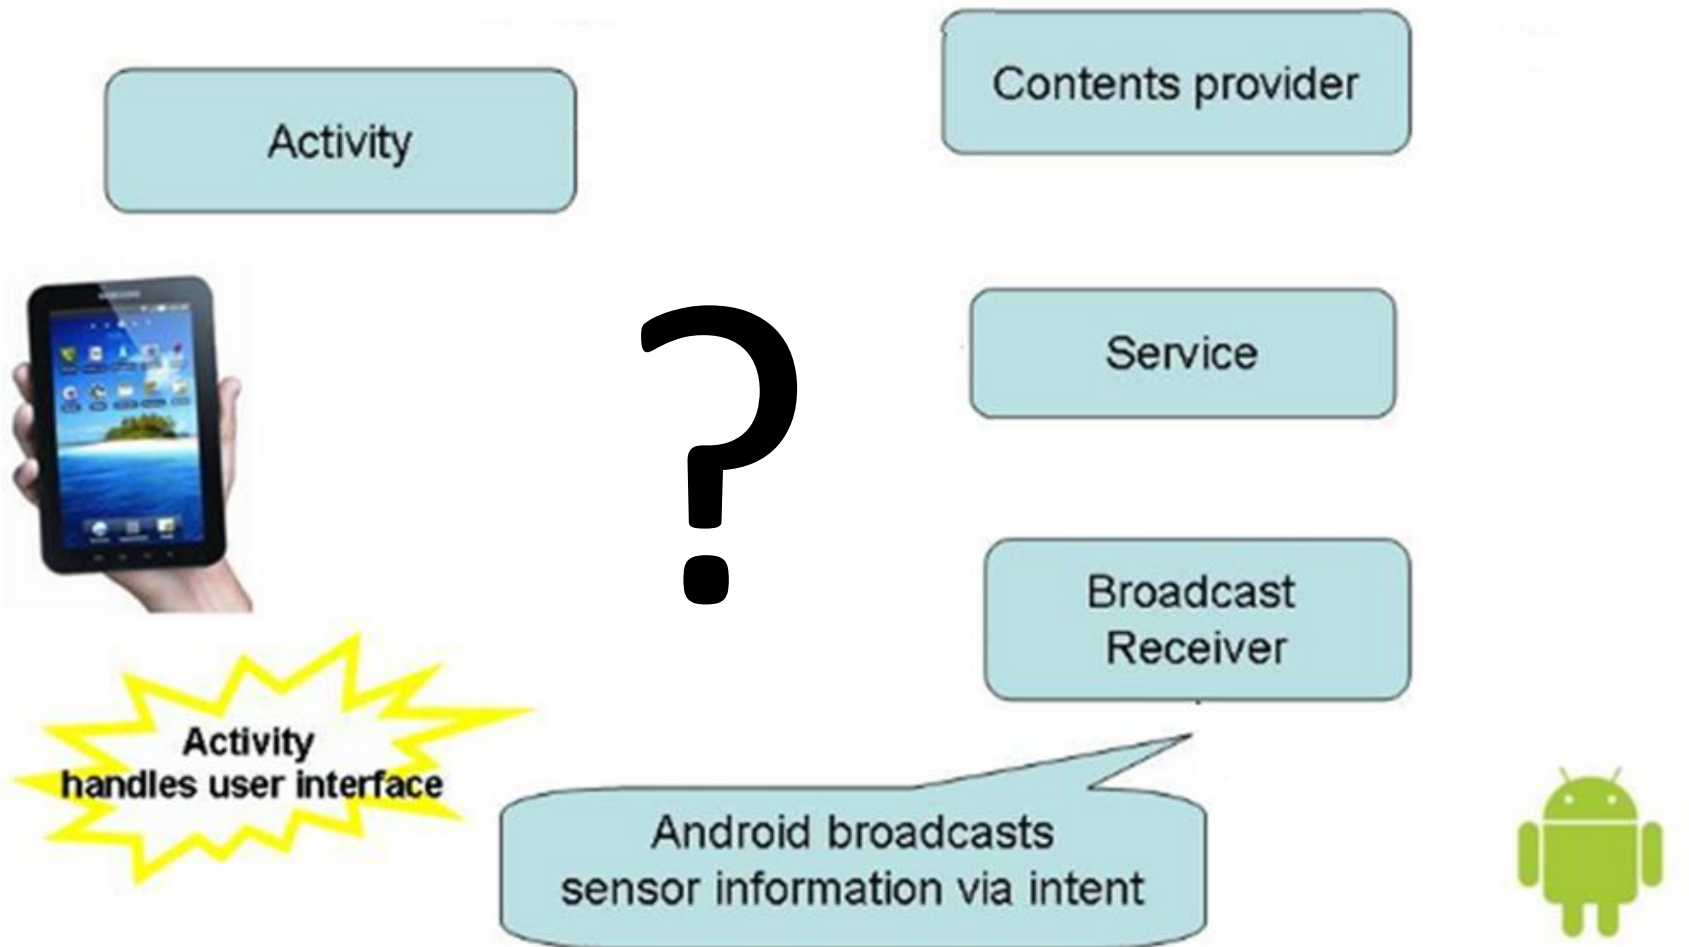 Activity
Contents provider
?
Service
Broadcast
Receiver
Activity
handles user interface
Android broadcasts
sensor information via intent